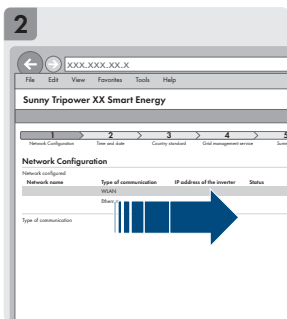 2
XXX.XXX.XX.X
File Edit View Favorites Tools Help
Sunny Tripower XX Smart Energy
1 2 3 4 5
Network Configuration Time and date Country standard Grid management service
Network Configuration
Network configured
Network name Type of communication IP address of the inverter Status
WLAN
Type of communication